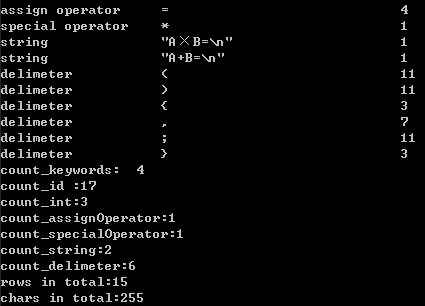 assign operator = 4
special operator * 1
string "A×B=\n" 1
string "A+B=\n" 1
delimeter ( 11
delimeter ) 11
delimeter { 3
delimeter , 7
delimeter ; 11
delimeter } 3
count_keywords: 4
count_id :17
count_int:3
count_assignOperator:1
count_specialOperator:1
count_string:2
count_delimeter:6
rows in total:15
chars in total:255